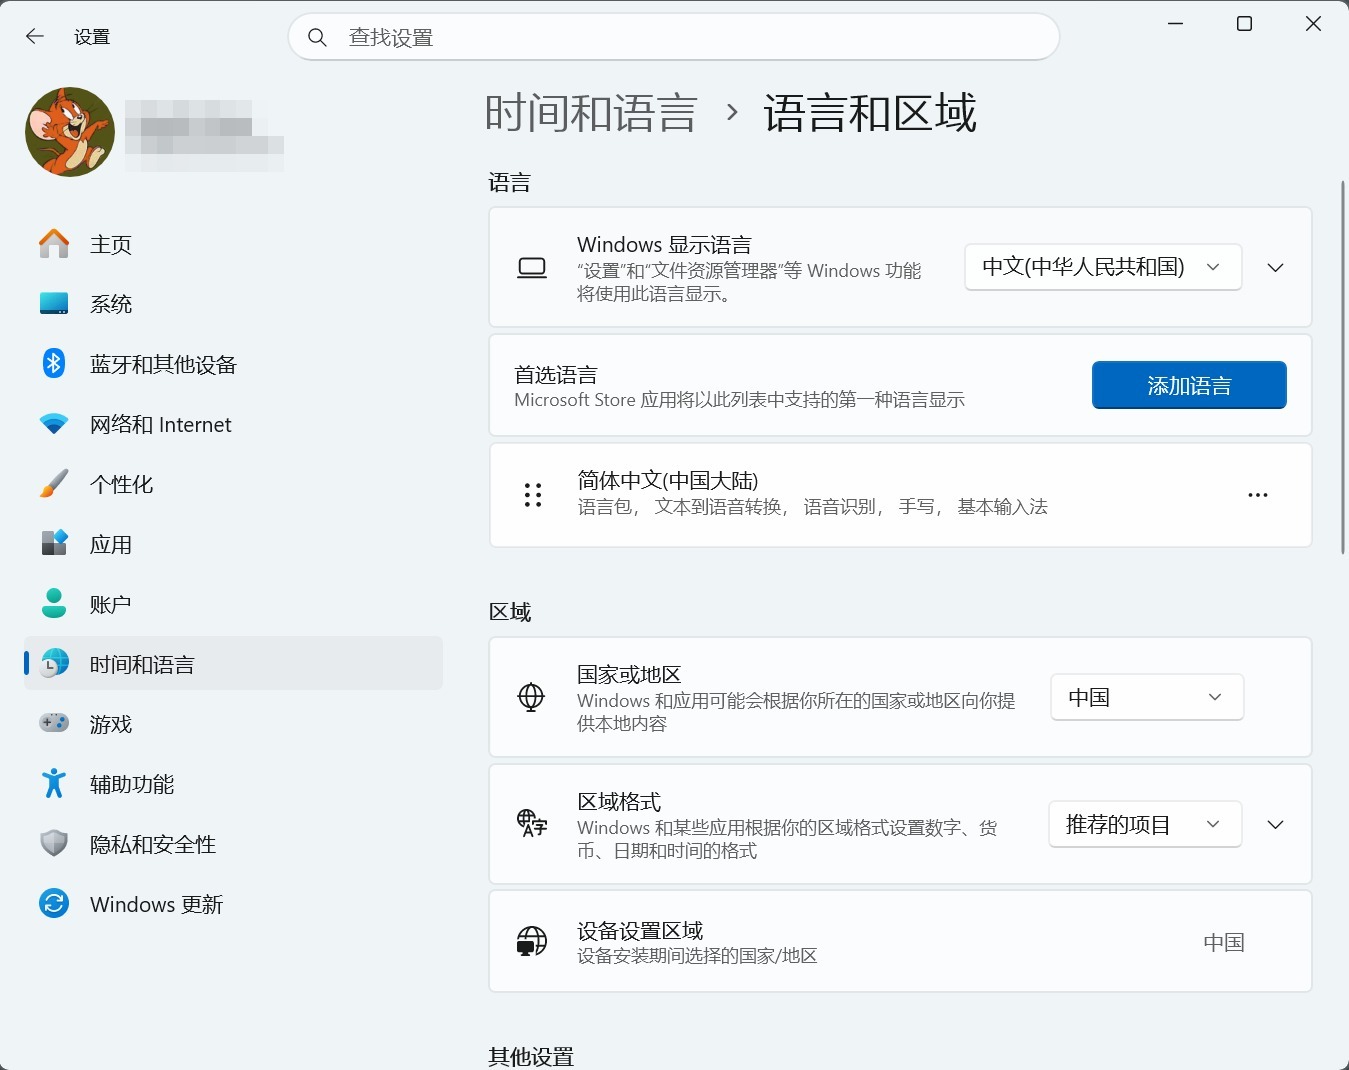 设置
查找设置
时间和语言 › 语言和区域
主页
系统
蓝牙和其他设备
网络和 Internet
个性化
应用
账户
时间和语言
游戏
辅助功能
隐私和安全性
Windows 更新
语言
Windows 显示语言
“设置”和“文件资源管理器”等 Windows 功能
将使用此语言显示。
中文(中华人民共和国)
首选语言
Microsoft Store 应用将以此列表中支持的第一种语言显示
添加语言
简体中文(中国大陆)
语言包， 文本到语音转换， 语音识别， 手写， 基本输入法
区域
国家或地区
Windows 和应用可能会根据你所在的国家或地区向你提
供本地内容
中国
区域格式
Windows 和某些应用根据你的区域格式设置数字、货
币、日期和时间的格式
推荐的项目
设备设置区域
设备安装期间选择的国家/地区
中国
其他设置